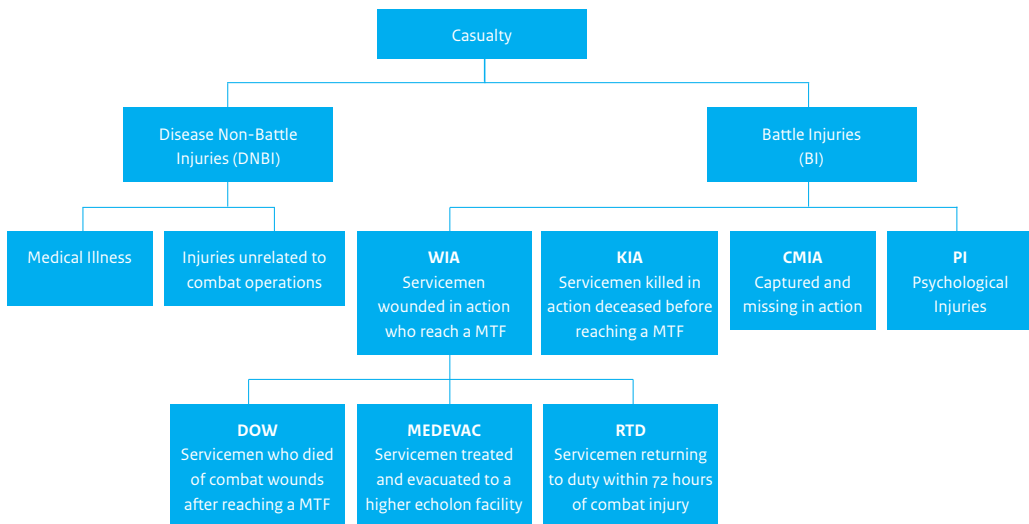 Casualty
Disease Non-Battle
Injuries (DNBI)
Battle Injuries
(BI)
Medical Illness
Injuries unrelated to
combat operations
WIA
Servicemen
wounded in action
who reach a MTF
KIA
Servicemen killed in
action deceased before
reaching a MTF
CMIA
Captured and
missing in action
PI
Psychological
Injuries
DOW
Servicemen who died
of combat wounds
after reaching a MTF
MEDEVAC
Servicemen treated
and evacuated to a
higher echolon facility
RTD
Servicemen returning
to duty within 72 hours
of combat injury